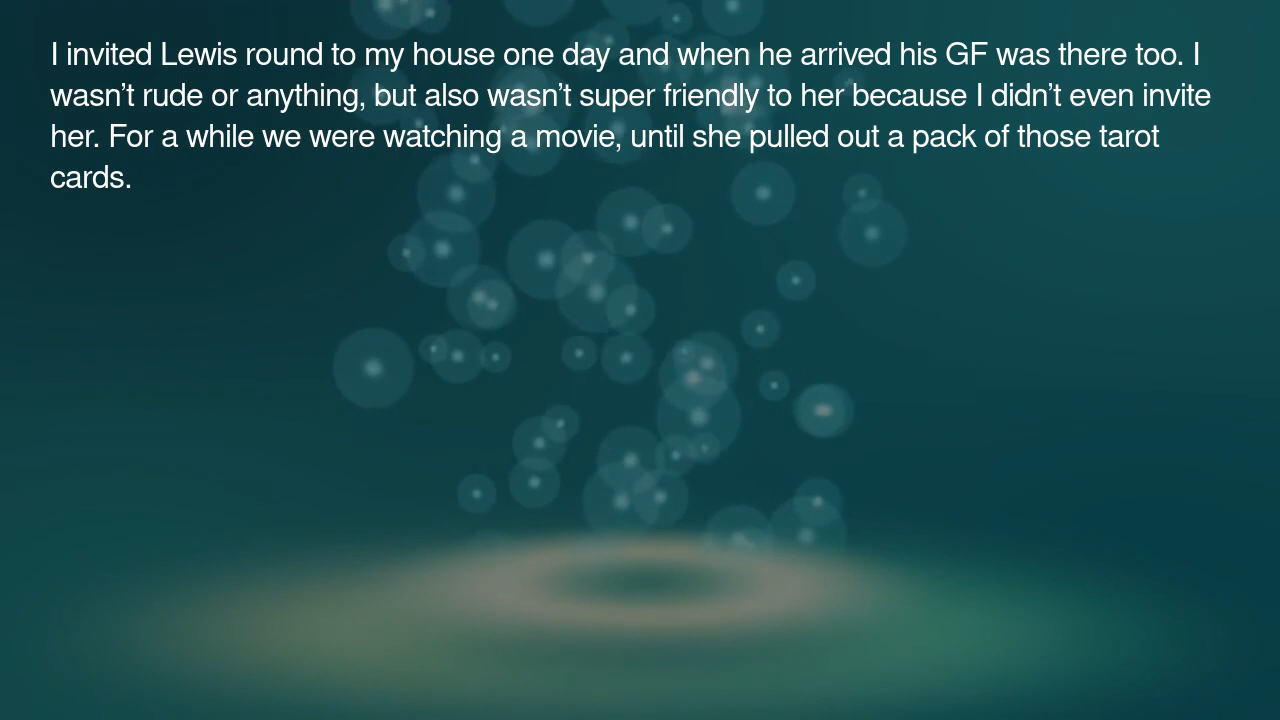 I invited Lewis round to my house one day and when he arrived his GF was there too. I
wasn’t rude or anything, but also wasn’t super friendly to her because I didn’t even invite
her. For a while we were watching a movie, until she pulled out a pack of those tarot
cards.